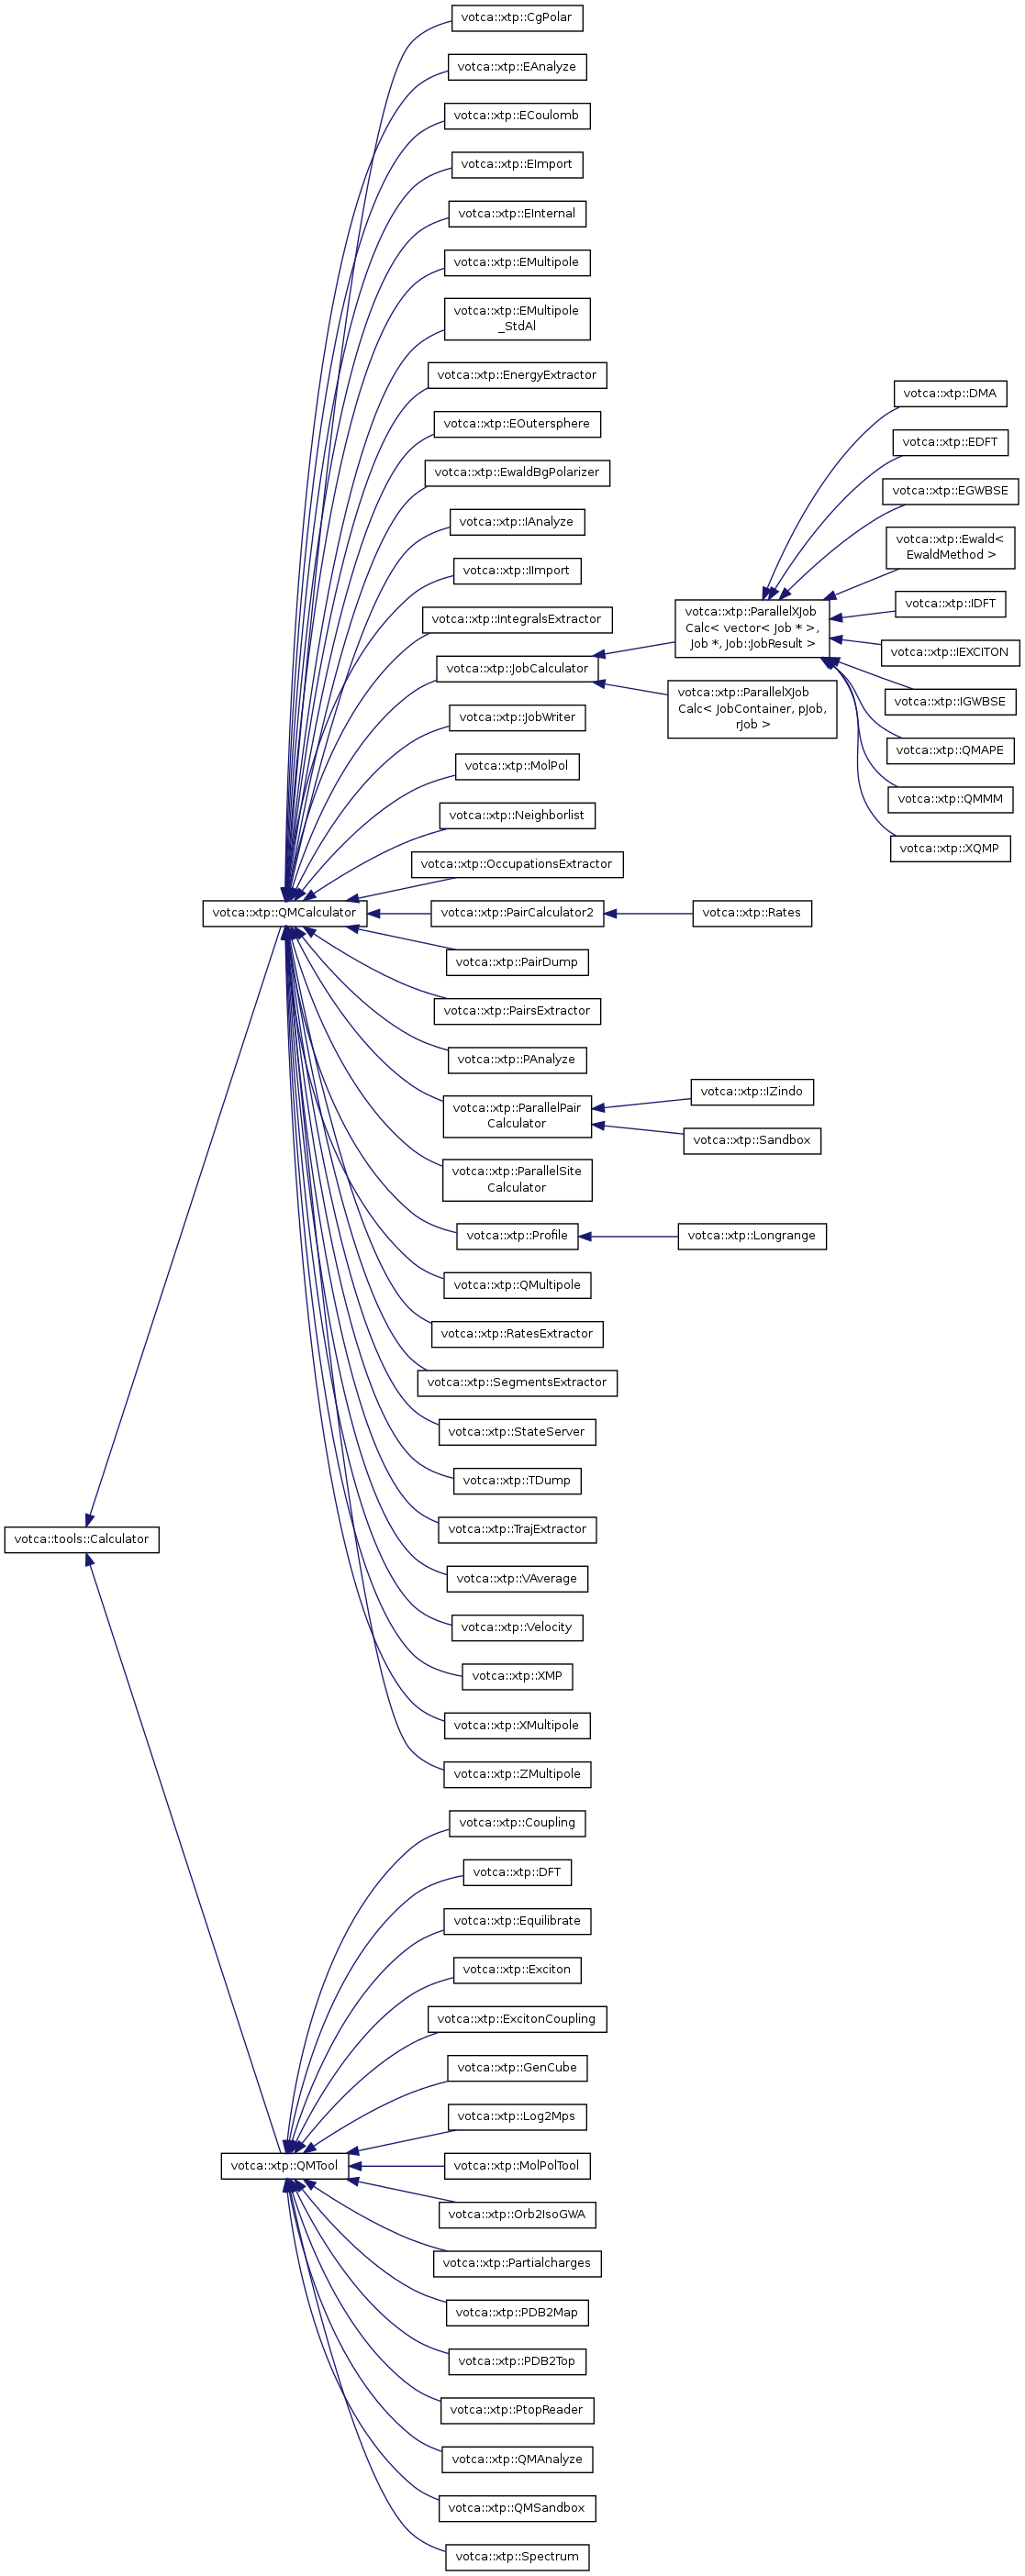 votca::xtp::CgPolar
votca::xtp::EAnalyze
votca::xtp::ECoulomb
votca::xtp::EImport
votca::xtp::EInternal
votca::xtp::EMultipole
votca::xtp::EMultipole
_StdAl
votca::xtp::EnergyExtractor
votca::xtp::EOutersphere
votca::xtp::EwaldBgPolarizer
votca::xtp::IAnalyze
votca::xtp::IImport
votca::xtp::IntegralsExtractor
votca::xtp::JobCalculator
votca::xtp::JobWriter
votca::xtp::MolPol
votca::xtp::Neighborlist
votca::xtp::OccupationsExtractor
votca::xtp::QMCalculator
votca::xtp::PairCalculator2
votca::xtp::Rates
votca::xtp::PairDump
votca::xtp::PairsExtractor
votca::xtp::PAnalyze
votca::xtp::ParallelPair
Calculator
votca::xtp::IZindo
votca::xtp::Sandbox
votca::xtp::ParallelSite
Calculator
votca::xtp::Profile
votca::xtp::Longrange
votca::xtp::QMultipole
votca::xtp::RatesExtractor
votca::xtp::SegmentsExtractor
votca::xtp::StateServer
votca::xtp::TDump
votca::xtp::TrajExtractor
votca::xtp::VAverage
votca::xtp::Velocity
votca::xtp::XMP
votca::xtp::XMultipole
votca::xtp::ZMultipole
votca::xtp::DMA
votca::xtp::EDFT
votca::xtp::EGWBSE
votca::xtp::Ewald<
EwaldMethod >
votca::xtp::IDFT
votca::xtp::IEXCITON
votca::xtp::IGWBSE
votca::xtp::QMAPE
votca::xtp::QMMM
votca::xtp::XQMP
votca::xtp::ParallelXJob
Calc< vector< Job * >,
Job *, Job::JobResult >
votca::xtp::ParallelXJob
Calc< JobContainer, pJob,
rJob >
votca::tools::Calculator
votca::xtp::Coupling
votca::xtp::DFT
votca::xtp::Equilibrate
votca::xtp::Exciton
votca::xtp::ExcitonCoupling
votca::xtp::GenCube
votca::xtp::Log2Mps
votca::xtp::QMTool
votca::xtp::MolPolTool
votca::xtp::Orb2IsoGWA
votca::xtp::Partialcharges
votca::xtp::PDB2Map
votca::xtp::PDB2Top
votca::xtp::PtopReader
votca::xtp::QMAnalyze
votca::xtp::QMSandbox
votca::xtp::Spectrum